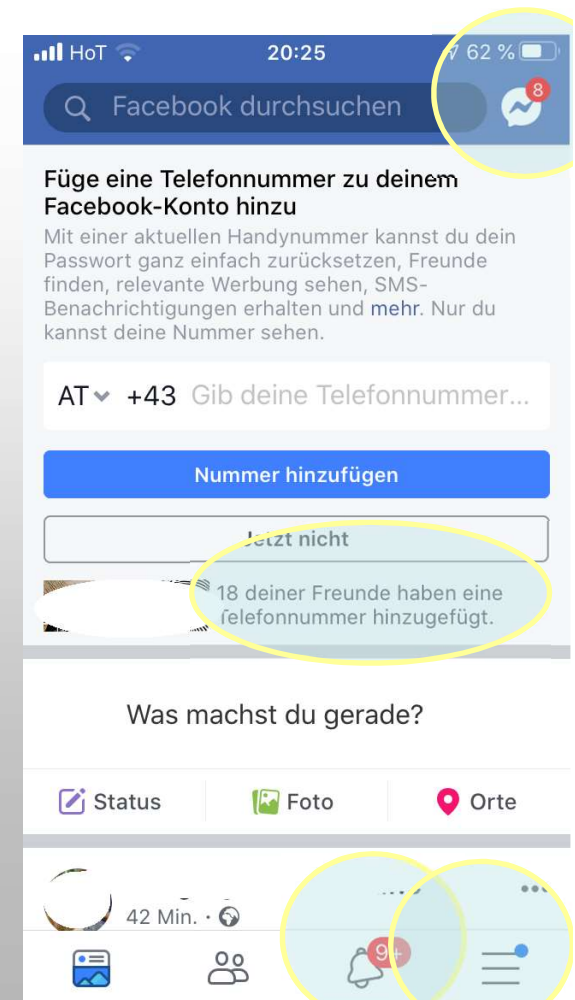 HoT 20:25 62 %
Facebook durchsuchen 8
Füge eine Telefonnummer zu deinem
Facebook-Konto hinzu
Mit einer aktuellen Handynummer kannst du dein
Passwort ganz einfach zurücksetzen, Freunde
finden, relevante Werbung sehen, SMS-
Benachrichtigungen erhalten und mehr. Nur du
kannst deine Nummer sehen.
AT +43 Gib deine Telefonnummer...
Nummer hinzufügen
Jetzt nicht
18 deiner Freunde haben eine
Telefonnummer hinzugefügt.
Was machst du gerade?
Status Foto Orte
42 Min. ·
9+